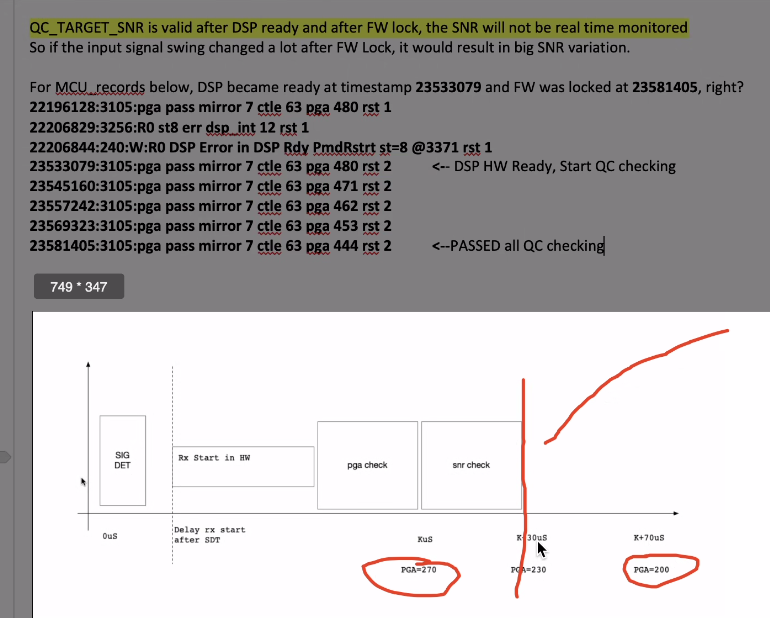 QC_TARGET_SNR is valid after DSP ready and after FW lock, the SNR will not be real time monitored
So if the input signal swing changed a lot after FW Lock, it would result in big SNR variation.
For MCU_records below, DSP became ready at timestamp 23533079 and FW was locked at 23581405, right?
22196128:3105:pga pass mirror 7 ctle 63 pga 480 rst 1
22206829:3256:R0 st8 err dsp_int 12 rst 1
22206844:240:W:R0 DSP Error in DSP Rdy PmdRstrt st=8 @3371 rst 1
23533079:3105:pga pass mirror 7 ctle 63 pga 480 rst 2 <-- DSP HW Ready, Start QC checking
23545160:3105:pga pass mirror 7 ctle 63 pga 471 rst 2
23557242:3105:pga pass mirror 7 ctle 63 pga 462 rst 2
23569323:3105:pga pass mirror 7 ctle 63 pga 453 rst 2
23581405:3105:pga pass mirror 7 ctle 63 pga 444 rst 2 <--PASSED all QC checking
749 * 347
SIG
DET
Rx Start in HW
pga check
snr check
0uS
Delay rx start
after SDT
KuS
K+30uS
K+70uS
PGA=270
PGA=230
PGA=200